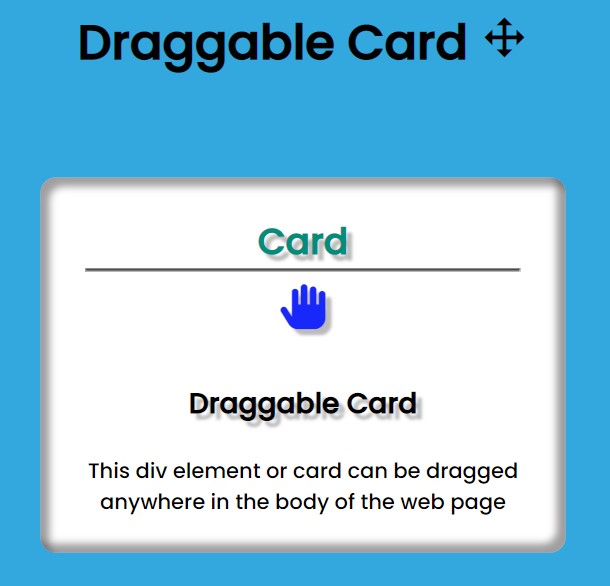 Draggable Card
Card
Draggable Card
This div element or card can be dragged
anywhere in the body of the web page